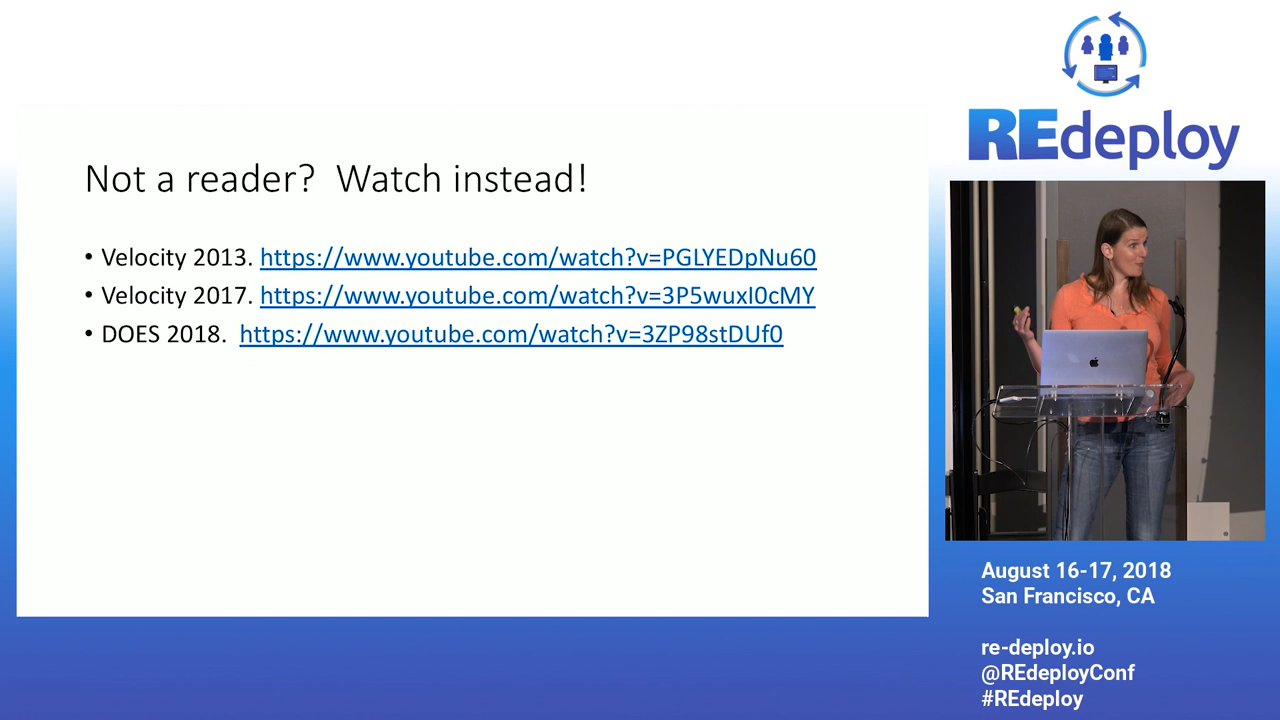 REdeploy
Not a reader? Watch instead!
• Velocity 2013. https://www.youtube.com/watch?v=PGLYEDpNu60
• Velocity 2017. https://www.youtube.com/watch?v=3P5wuxI0cMY
• DOES 2018. https://www.youtube.com/watch?v=3ZP98stDUf0
August 16-17, 2018
San Francisco, CA
re-deploy.io
@REdeployConf
#REdeploy